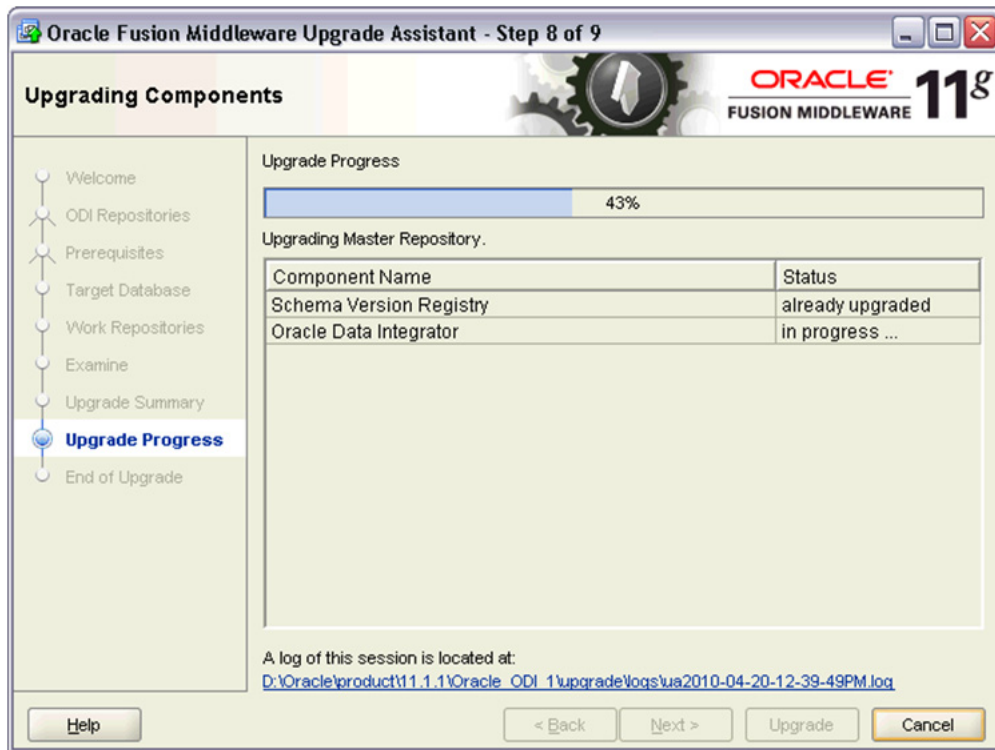 Oracle Fusion Middleware Upgrade Assistant - Step 8 of 9
Upgrading Components
ORACLE
FUSION MIDDLEWARE 11g
Welcome
ODI Repositories
Prerequisites
Target Database
Work Repositories
Examine
Upgrade Summary
Upgrade Progress
End of Upgrade
Upgrade Progress
43%
Upgrading Master Repository.
Component Name Status
Schema Version Registry already upgraded
Oracle Data Integrator in progress ...
A log of this session is located at:
D:\Oracle\product\11.1.1\Oracle_ODI_1\upgrade\logs\ua2010-04-20-12-39-49PM.log
Help < Back Next > Upgrade Cancel